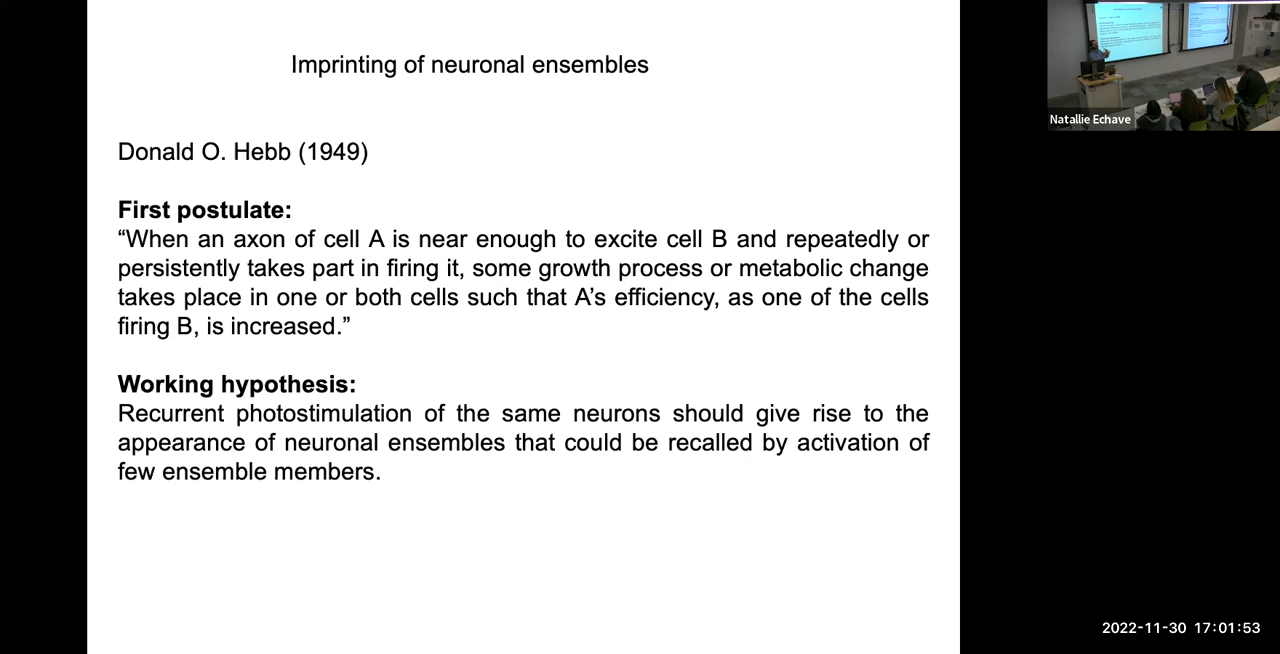 Imprinting of neuronal ensembles
Donald O. Hebb (1949)
First postulate:
“When an axon of cell A is near enough to excite cell B and repeatedly or
persistently takes part in firing it, some growth process or metabolic change
takes place in one or both cells such that A’s efficiency, as one of the cells
firing B, is increased.”
Working hypothesis:
Recurrent photostimulation of the same neurons should give rise to the
appearance of neuronal ensembles that could be recalled by activation of
few ensemble members.
Natallie Echave
2022-11-30 17:01:53